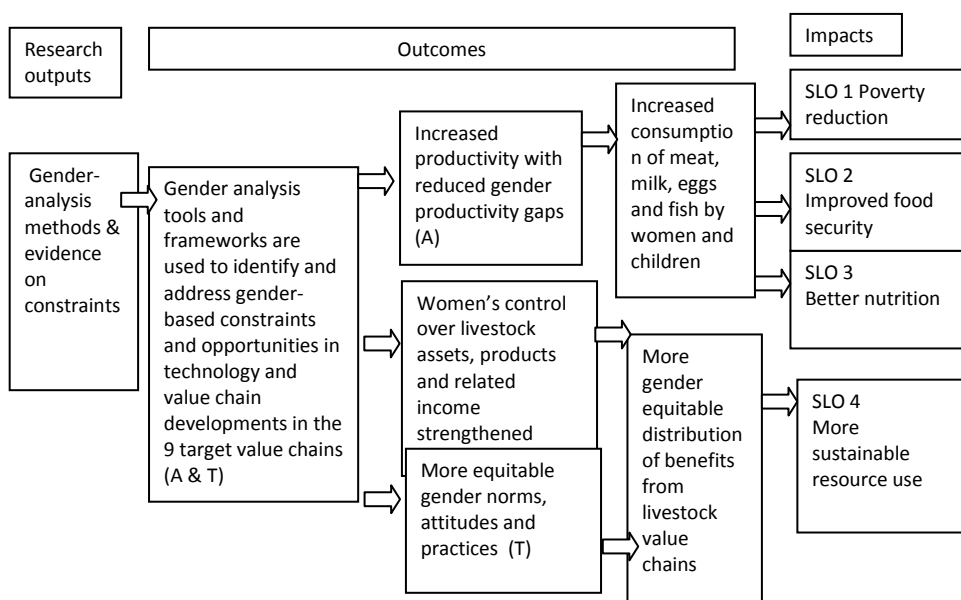 Research
outputs
Outcomes
Impacts
Gender-
analysis
methods &
evidence
on
constraints
Gender analysis
tools and
frameworks are
used to identify and
address gender-
based constraints
and opportunities in
technology and
value chain
developments in the
9 target value chains
(A & T)
Increased
productivity with
reduced gender
productivity gaps
(A)
Women’s control
over livestock
assets, products
and related
income
strengthened
More equitable
gender norms,
attitudes and
practices  (T)
Increased
consumptio
n of meat,
milk, eggs
and fish by
women and
children
More
gender
equitable
distribution
of benefits
from
livestock
value
chains
SLO 1 Poverty
reduction
SLO 2
Improved food
security
SLO 3
Better nutrition
SLO 4
More
sustainable
resource use